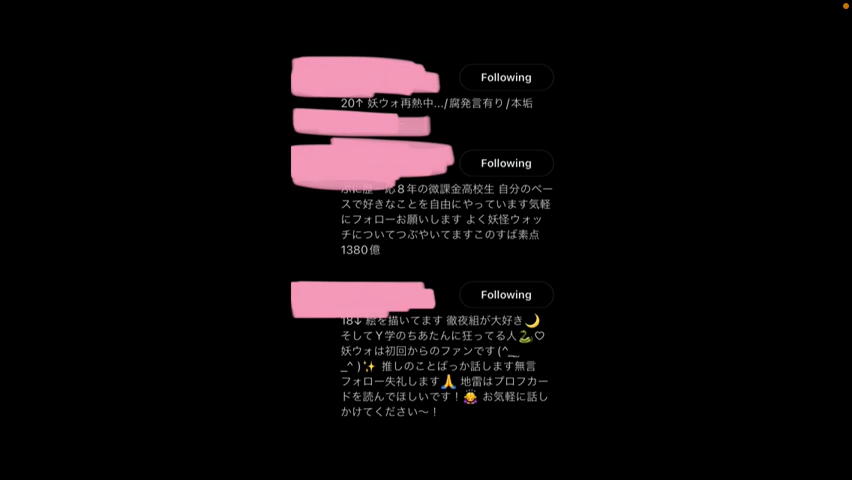 Following
20↑ 妖ウォ再熱中.../腐発言有り/本垢
Following
ぷに歴一応8年の微課金高校生 自分のペー
スで好きなことを自由にやっています気軽
にフォローお願いします よく妖怪ウォッ
チについてつぶやいてますこのすば素点
1380億
Following
18↓ 絵を描いてます 徹夜組が大好き🌙
そしてY学のちあたんに狂ってる人🐍♡
妖ウォは初回からのファンです(^__
_^)✨ 推しのことばっか話します無言
フォロー失礼します🙏 地雷はプロフカー
ドを読んでほしいです！🙇 お気軽に話し
かけてください〜！